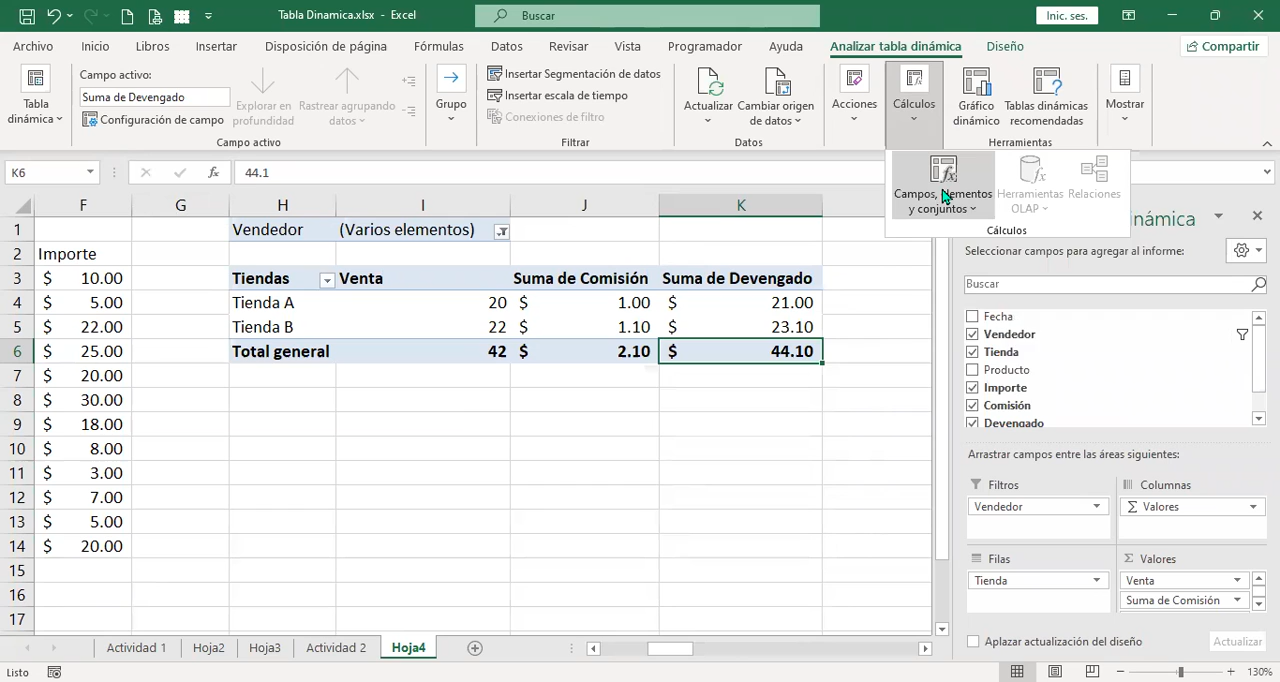 Tabla Dinamica.xlsx - Excel
Buscar
Inic. ses.
Archivo
Inicio
Libros
Insertar
Disposición de página
Fórmulas
Datos
Revisar
Vista
Programador
Ayuda
Analizar tabla dinámica
Diseño
Compartir
Tabla
dinámica
Campo activo:
Suma de Devengado
Configuración de campo
Explorar en
profundidad
Rastrear agrupando
datos
Campo activo
Grupo
Insertar Segmentación de datos
Insertar escala de tiempo
Conexiones de filtro
Filtrar
Actualizar
Cambiar origen
de datos
Datos
Acciones
Cálculos
Gráfico
dinámico
Tablas dinámicas
recomendadas
Herramientas
Mostrar
Campos, elementos
y conjuntos
Herramientas
OLAP
Relaciones
Cálculos
K6
fx
44.1
F G H I J K
1 Vendedor (Varios elementos)
2 Importe
3 $ 10.00 Tiendas Venta Suma de Comisión Suma de Devengado
4 $ 5.00 Tienda A 20 $ 1.00 $ 21.00
5 $ 22.00 Tienda B 22 $ 1.10 $ 23.10
6 $ 25.00 Total general 42 $ 2.10 $ 44.10
7 $ 20.00
8 $ 30.00
9 $ 18.00
10 $ 8.00
11 $ 3.00
12 $ 7.00
13 $ 5.00
14 $ 20.00
15
16
17
dinámica
Seleccionar campos para agregar al informe:
Buscar
Fecha
Vendedor
Tienda
Producto
Importe
Comisión
Devengado
Arrastrar campos entre las áreas siguientes:
Filtros
Vendedor
Columnas
Σ Valores
Filas
Tienda
Σ Valores
Venta
Suma de Comisión
Aplazar actualización del diseño
Actualizar
Actividad 1
Hoja2
Hoja3
Actividad 2
Hoja4
Listo
130%